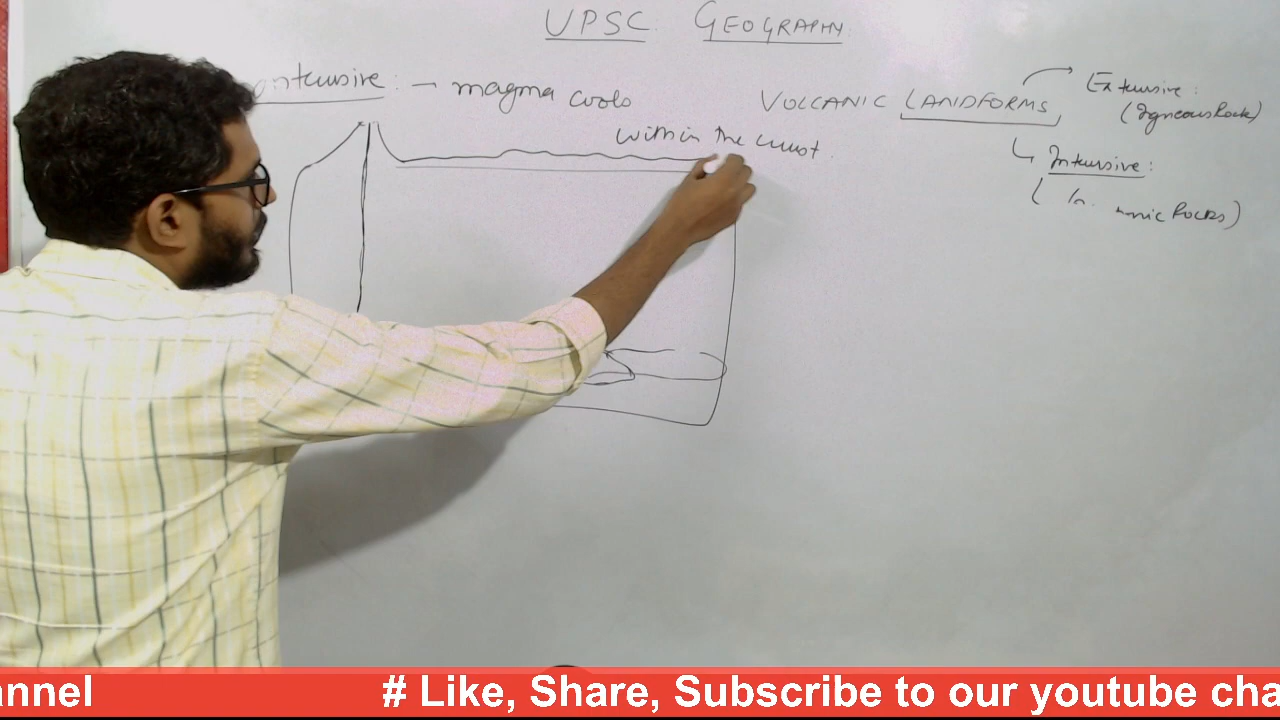 UPSC GEOGRAPHY
ntrusive : - magma cools
within the crust.
VOLCANIC LANDFORMS
Extrusive :
(Igneous Rock)
Intrusive :
Rocks)
annel # Like, Share, Subscribe to our youtube cha